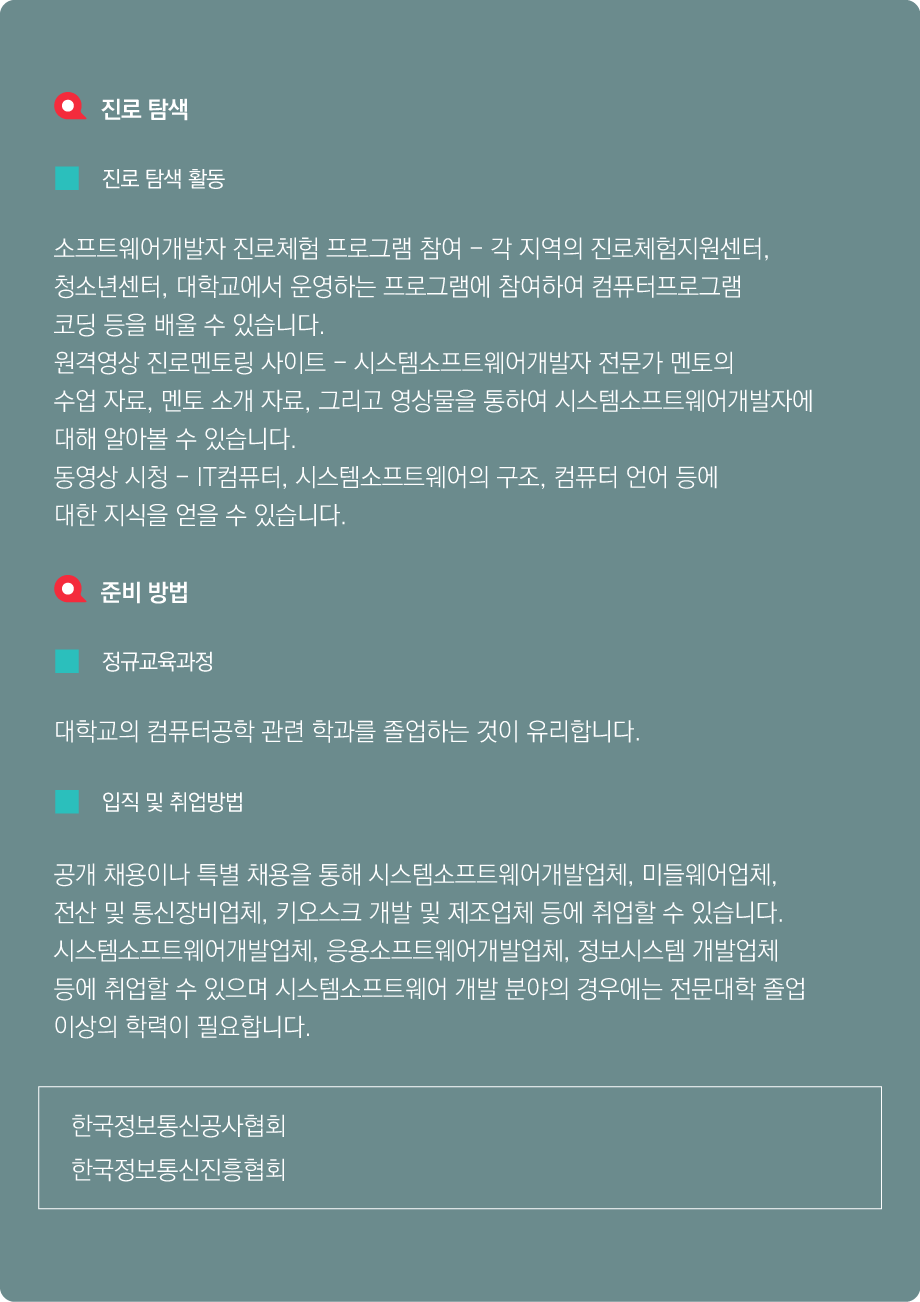 진로 탐색
진로 탐색 활동
소프트웨어개발자 진로체험 프로그램 참여 - 각 지역의 진로체험지원센터,
청소년센터, 대학교에서 운영하는 프로그램에 참여하여 컴퓨터프로그램
코딩 등을 배울 수 있습니다.
원격영상 진로멘토링 사이트 - 시스템소프트웨어개발자 전문가 멘토의
수업 자료, 멘토 소개 자료, 그리고 영상물을 통하여 시스템소프트웨어개발자에
대해 알아볼 수 있습니다.
동영상 시청 - IT컴퓨터, 시스템소프트웨어의 구조, 컴퓨터 언어 등에
대한 지식을 얻을 수 있습니다.
준비 방법
정규교육과정
대학교의 컴퓨터공학 관련 학과를 졸업하는 것이 유리합니다.
입직 및 취업방법
공개 채용이나 특별 채용을 통해 시스템소프트웨어개발업체, 미들웨어업체,
전산 및 통신장비업체, 키오스크 개발 및 제조업체 등에 취업할 수 있습니다.
시스템소프트웨어개발업체, 응용소프트웨어개발업체, 정보시스템 개발업체
등에 취업할 수 있으며 시스템소프트웨어 개발 분야의 경우에는 전문대학 졸업
이상의 학력이 필요합니다.
한국정보통신공사협회
한국정보통신진흥협회